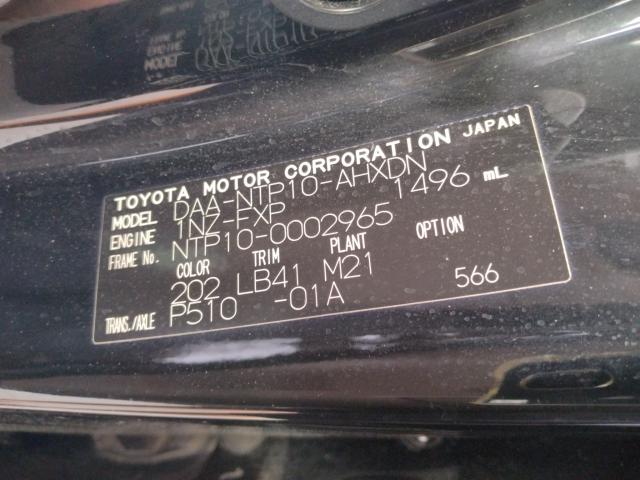 TOYOTA MOTOR CORPORATION JAPAN
MODEL DAA-NTP10-AHXDN
ENGINE 1NZ-FXP 1496 mL
FRAME No. NTP10-0002965
COLOR TRIM PLANT OPTION
202 LB41 M21
TRANS./AXLE P510 -01A 566